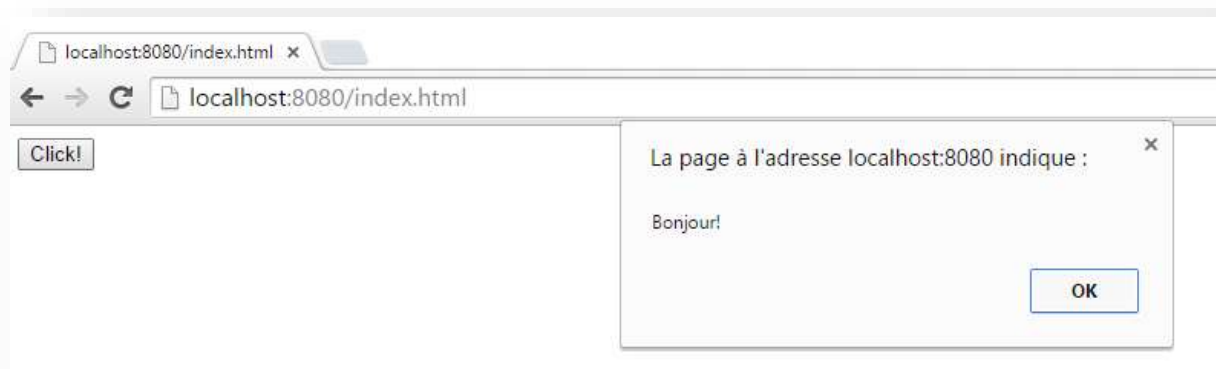 localhost:8080/index.html
localhost:8080/index.html
Click!
La page à l'adresse localhost:8080 indique :
Bonjour!
OK